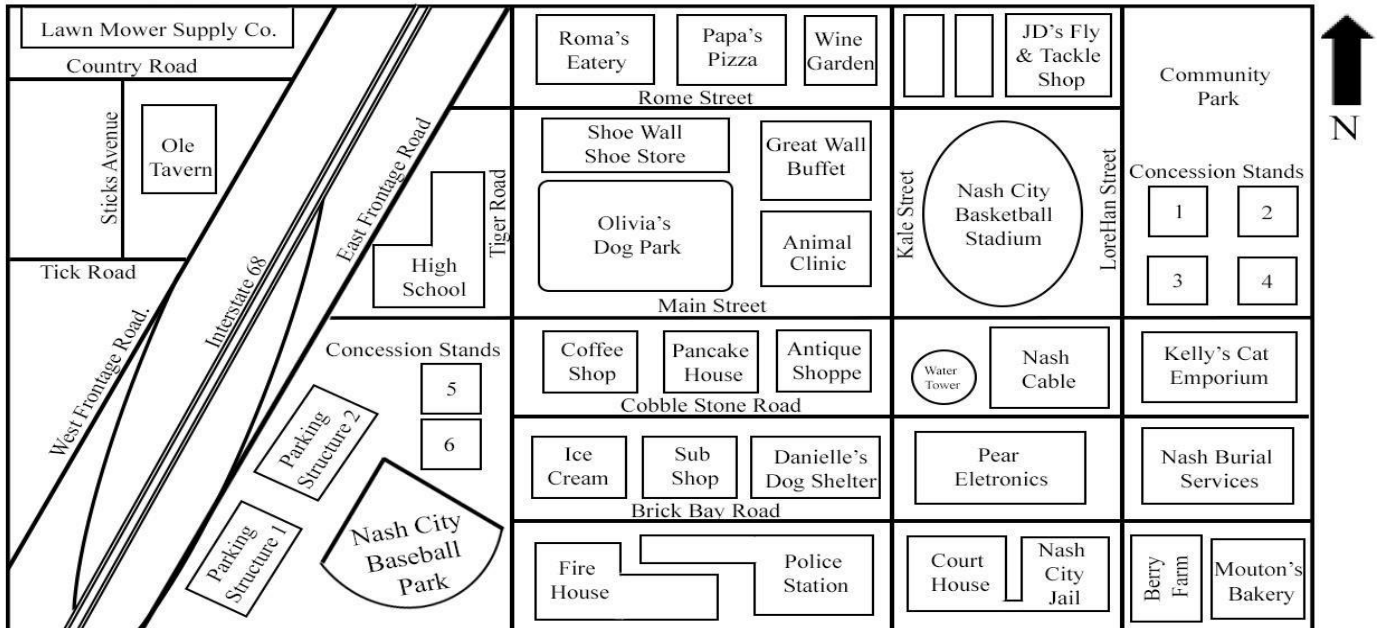 Lawn Mower Supply Co.
Country Road
Sticks Avenue
Ole
Tavern
Tick Road
West Frontage Road.
Interstate 68
East Frontage Road
Roma's
Eatery
Papa's
Pizza
Wine
Garden
JD's Fly
& Tackle
Shop
Community
Park
N
Rome Street
Shoe Wall
Shoe Store
Great Wall
Buffet
Olivia's
Dog Park
Animal
Clinic
Tiger Road
High
School
Kale Street
Nash City
Basketball
Stadium
LoreHan Street
Concession Stands
1
2
3
4
Main Street
Concession Stands
5
6
Coffee
Shop
Pancake
House
Antique
Shoppe
Water
Tower
Nash
Cable
Kelly's Cat
Emporium
Cobble Stone Road
Parking
Structure 2
Parking
Structure 1
Nash City
Baseball
Park
Ice
Cream
Sub
Shop
Danielle's
Dog Shelter
Pear
Eletronics
Nash Burial
Services
Brick Bay Road
Fire
House
Police
Station
Court
House
Nash
City
Jail
Berry
Farm
Mouton's
Bakery